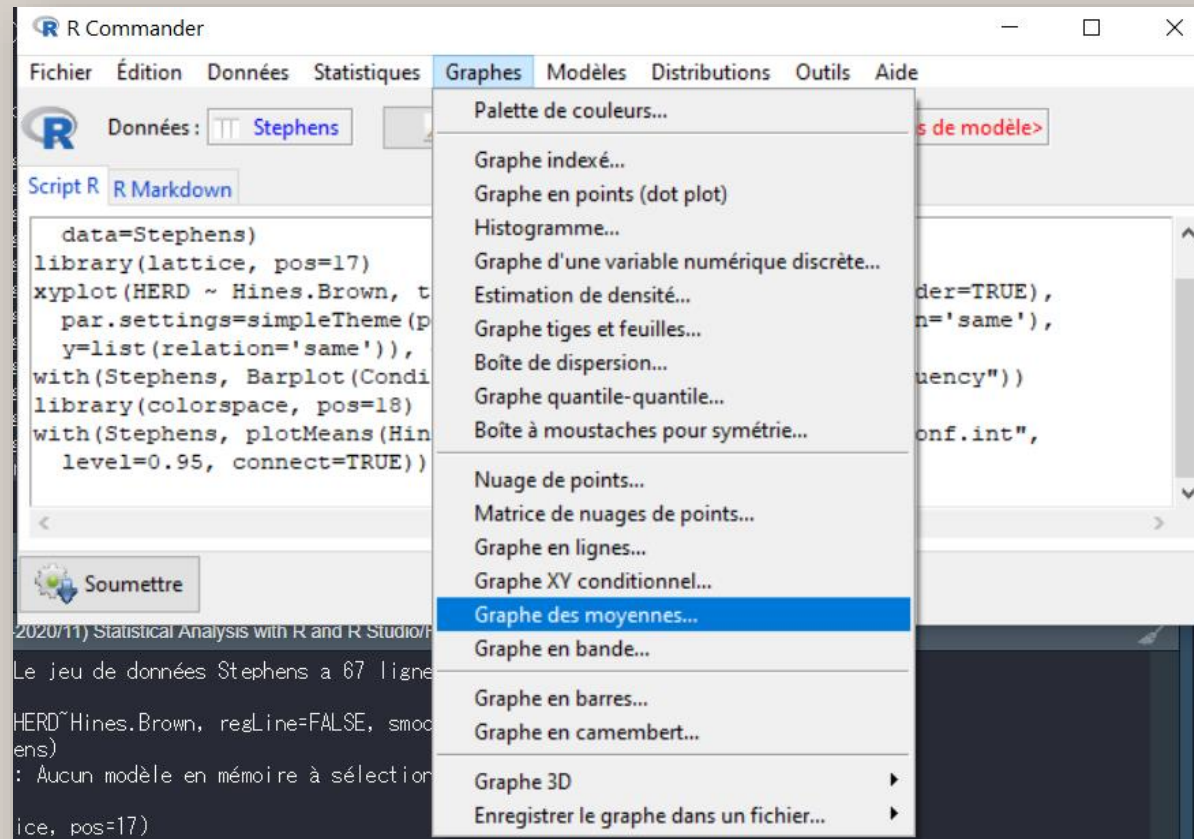 R Commander
Fichier Édition Données Statistiques Graphes Modèles Distributions Outils Aide
Données : Stephens
s de modèle>
Script R R Markdown
data=Stephens)
library(lattice, pos=17)
xyplot(HERD ~ Hines.Brown, t
der=TRUE),
par.settings=simpleTheme(p
n='same'),
y=list(relation='same')),
with(Stephens, Barplot(Condi
uency"))
library(colorspace, pos=18)
with(Stephens, plotMeans(Hin
onf.int",
level=0.95, connect=TRUE))
Soumettre
Palette de couleurs...
Graphe indexé...
Graphe en points (dot plot)
Histogramme...
Graphe d'une variable numérique discrète...
Estimation de densité...
Graphe tiges et feuilles...
Boîte de dispersion...
Graphe quantile-quantile...
Boîte à moustaches pour symétrie...
Nuage de points...
Matrice de nuages de points...
Graphe en lignes...
Graphe XY conditionnel...
Graphe des moyennes...
Graphe en bande...
Graphe en barres...
Graphe en camembert...
Graphe 3D
Enregistrer le graphe dans un fichier...
-2020/11) Statistical Analysis with R and R Studio/
Le jeu de données Stephens a 67 ligne
HERD~Hines.Brown, regLine=FALSE, smoo
ens)
: Aucun modèle en mémoire à sélection
ice, pos=17)